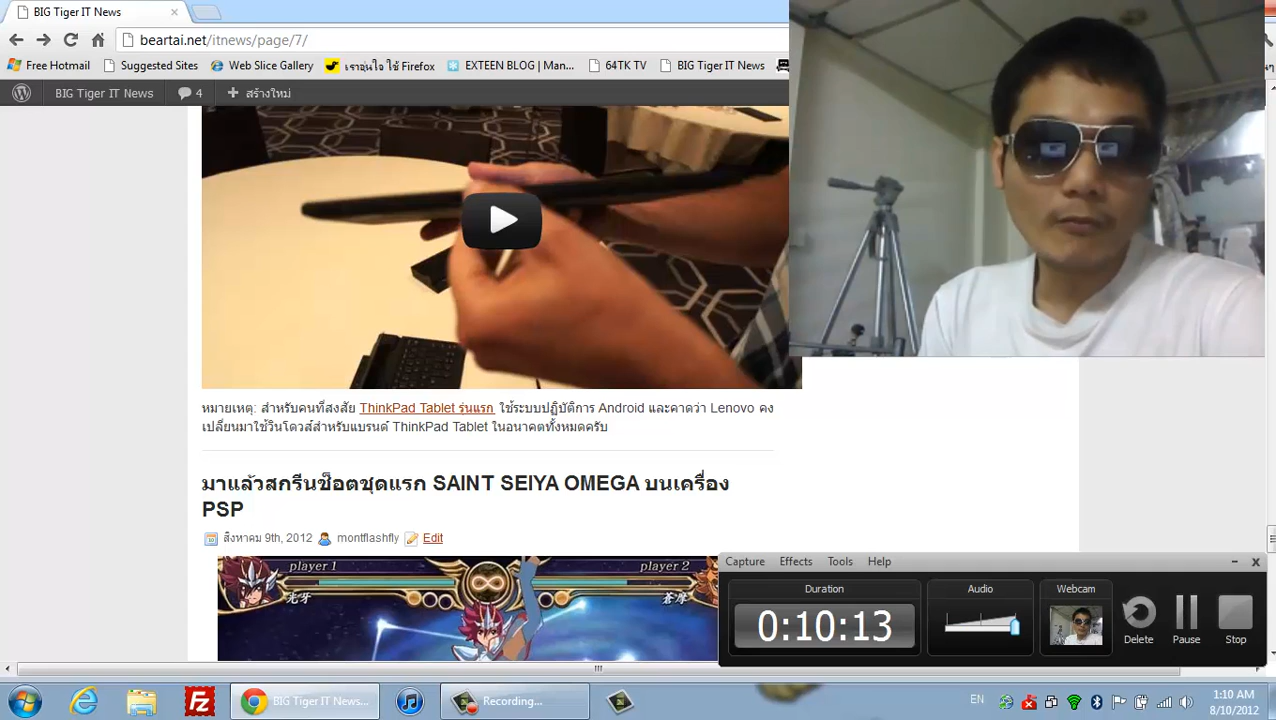 BIG Tiger IT News
beartai.net/itnews/page/7/
Free Hotmail Suggested Sites Web Slice Gallery เราอุ่นใจ ใช้ Firefox EXTEEN BLOG | Man... 64TK TV BIG Tiger IT News
BIG Tiger IT News 4 + สร้างใหม่
หมายเหตุ: สำหรับคนที่สงสัย ThinkPad Tablet รุ่นแรก ใช้ระบบปฏิบัติการ Android และคาดว่า Lenovo คง
เปลี่ยนมาใช้วินโดวส์สำหรับแบรนด์ ThinkPad Tablet ในอนาคตทั้งหมดครับ
มาแล้วสกรีนช็อตชุดแรก SAINT SEIYA OMEGA บนเครื่อง
PSP
สิงหาคม 9th, 2012 montflashfly Edit
player 1 player 2
光牙 蒼摩
Capture Effects Tools Help
Duration Audio Webcam
0:10:13
Delete Pause Stop
BIG Tiger IT News... Recording... EN
1:10 AM
8/10/2012